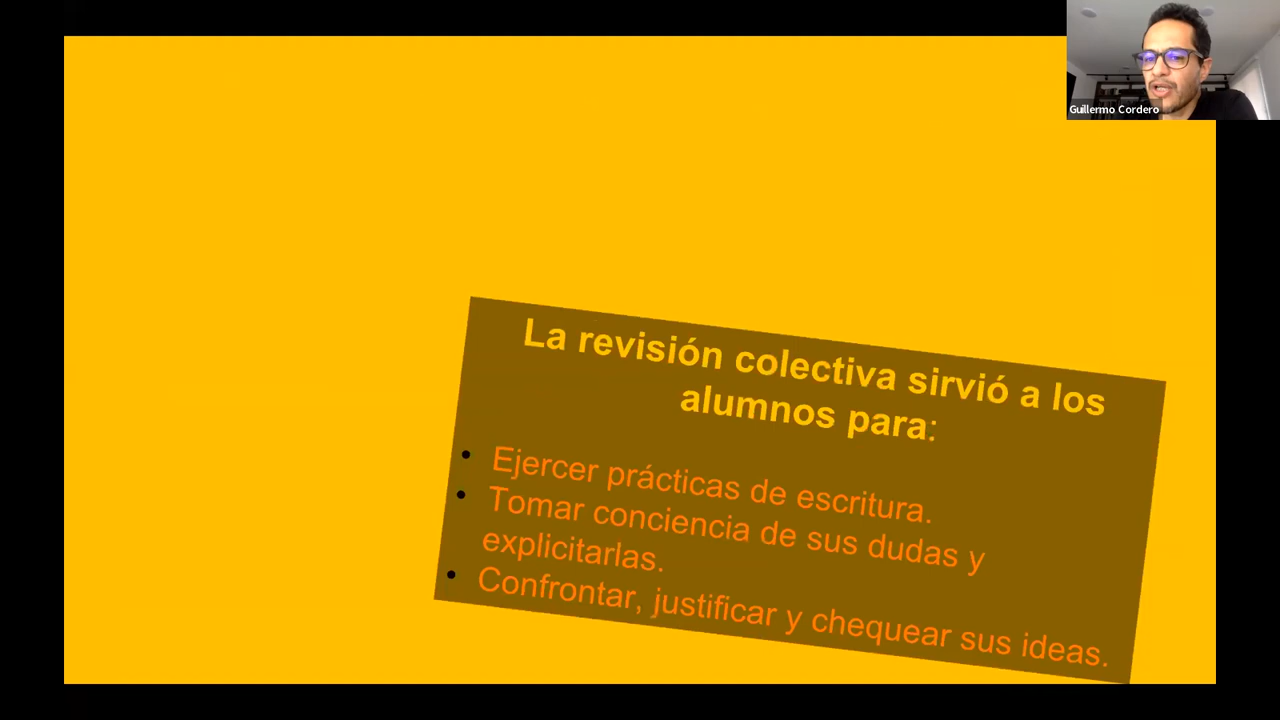 Guillermo Cordero
La revisión colectiva sirvió a los
alumnos para:
• Ejercer prácticas de escritura.
• Tomar conciencia de sus dudas y
explicitarlas.
• Confrontar, justificar y chequear sus ideas.